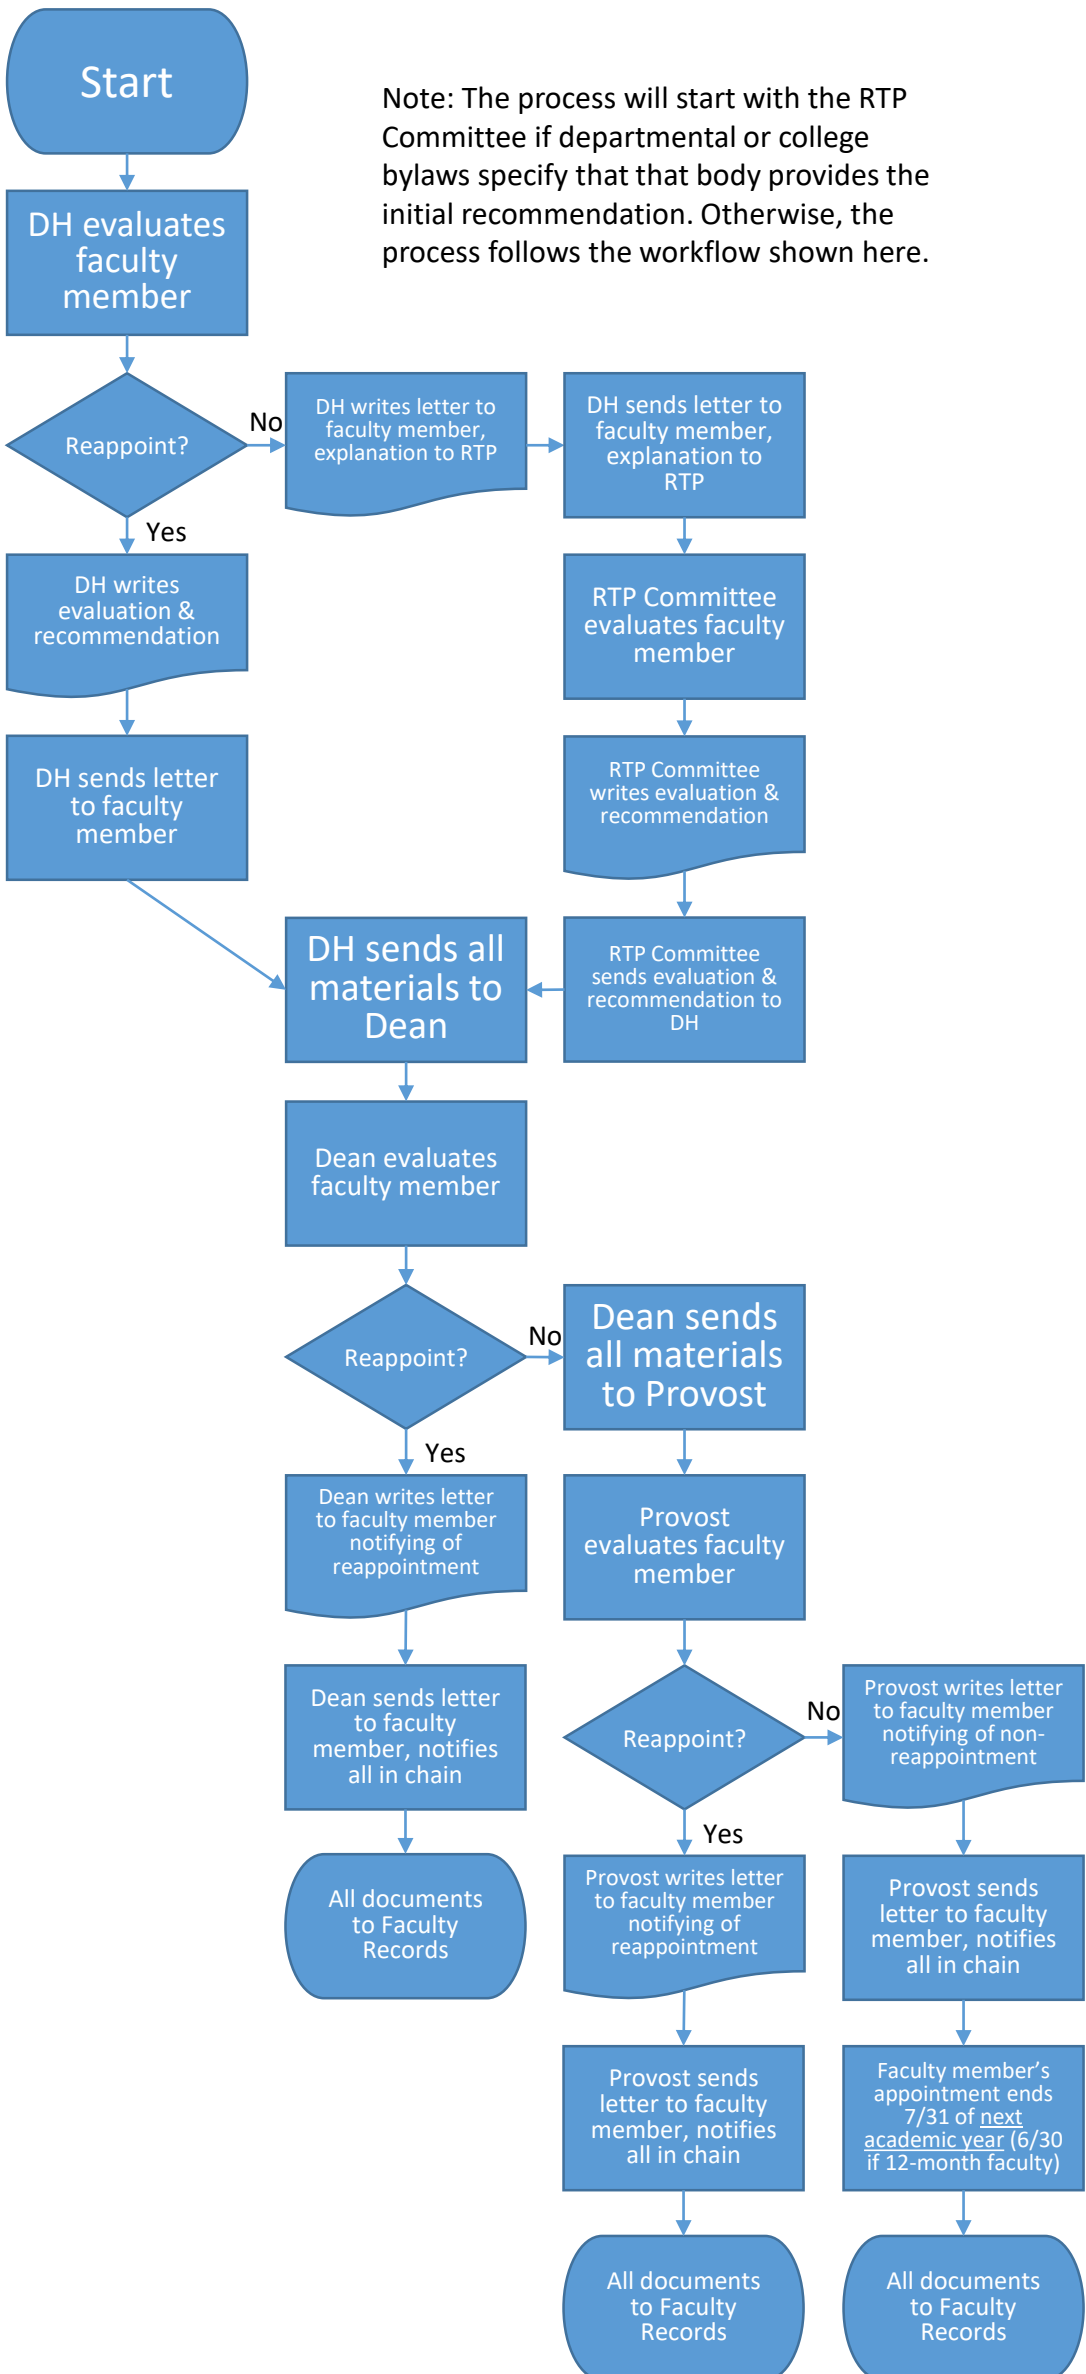 Start
Note: The process will start with the RTP
Committee if departmental or college
bylaws specify that that body provides the
initial recommendation. Otherwise, the
process follows the workflow shown here.
DH evaluates
faculty
member
Reappoint?
No
DH writes letter to
faculty member,
explanation to RTP
DH sends letter to
faculty member,
explanation to
RTP
Yes
DH writes
evaluation &
recommendation
RTP Committee
evaluates faculty
member
DH sends letter
to faculty
member
RTP Committee
writes evaluation &
recommendation
DH sends all
materials to
Dean
RTP Committee
sends evaluation &
recommendation to
DH
Dean evaluates
faculty member
Reappoint?
No
Dean sends
all materials
to Provost
Yes
Dean writes letter
to faculty member
notifying of
reappointment
Provost
evaluates faculty
member
Dean sends letter
to faculty
member, notifies
all in chain
Reappoint?
No
Provost writes letter
to faculty member
notifying of non-
reappointment
Yes
All documents
to Faculty
Records
Provost writes letter
to faculty member
notifying of
reappointment
Provost sends
letter to faculty
member, notifies
all in chain
Provost sends
letter to faculty
member, notifies
all in chain
Faculty member’s
appointment ends
7/31 of next
academic year (6/30
if 12-month faculty)
All documents
to Faculty
Records
All documents
to Faculty
Records